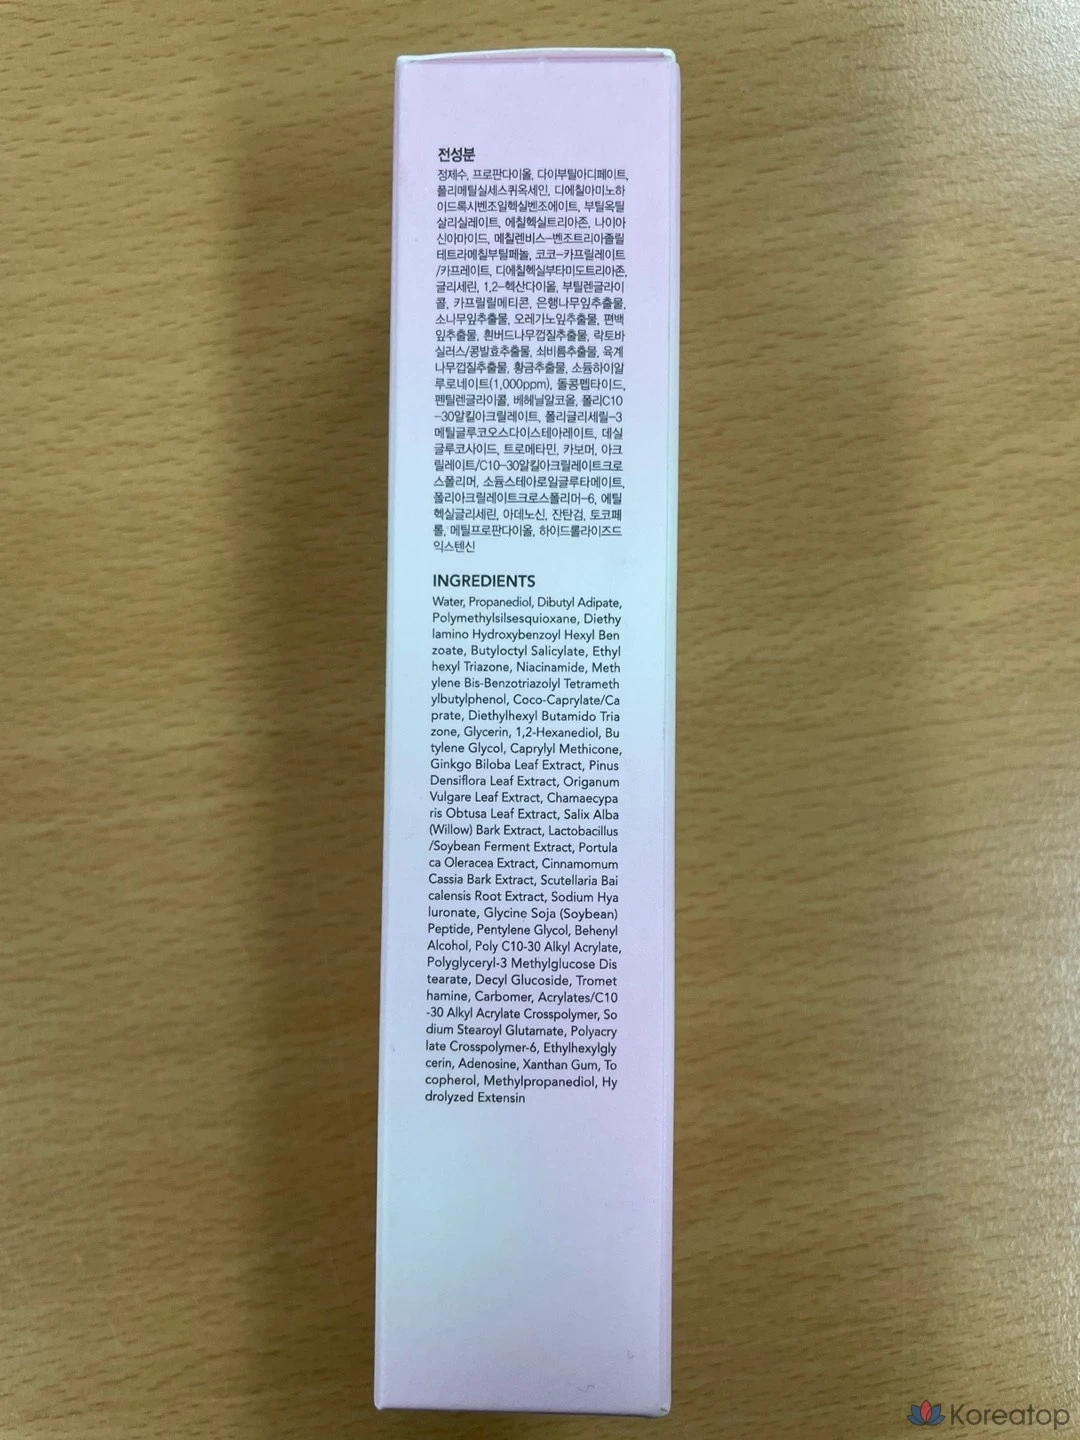 전성분
정제수, 프로판다이올, 다이부틸아디페이트,
폴리메틸실세스퀴옥세인, 디에칠아미노하
이드록시벤조일헥실벤조에이트, 부틸옥틸
살리실레이트, 에칠헥실트리아존, 나이아
신아마이드, 메칠렌비스-벤조트리아졸릴
테트라메칠부틸페놀, 코코-카프릴레이트
/카프레이트, 디에칠헥실부타미도트리아존,
글리세린, 1,2-헥산다이올, 부틸렌글라이
콜, 카프릴릴메티콘, 은행나무잎추출물,
소나무잎추출물, 오레가노잎추출물, 편백
잎추출물, 흰버드나무껍질추출물, 락토바
실러스/콩발효추출물, 쇠비름추출물, 육계
나무껍질추출물, 황금추출물, 소듐하이알
루로네이트(1,000ppm), 돌콩펩타이드,
펜틸렌글라이콜, 베헤닐알코올, 폴리C10
-30알킬아크릴레이트, 폴리글리세릴-3
메틸글루코오스다이스테아레이트, 데실
글루코사이드, 트로메타민, 카보머, 아크
릴레이트/C10-30알킬아크릴레이트크로
스폴리머, 소듐스테아로일글루타메이트,
폴리아크릴레이트크로스폴리머-6, 에틸
헥실글리세린, 아데노신, 잔탄검, 토코페
롤, 메틸프로판다이올, 하이드롤라이즈드
익스텐신
INGREDIENTS
Water, Propanediol, Dibutyl Adipate,
Polymethylsilsesquioxane, Diethy
lamino Hydroxybenzoyl Hexyl Ben
zoate, Butyloctyl Salicylate, Ethyl
hexyl Triazone, Niacinamide, Meth
ylene Bis-Benzotriazolyl Tetrameth
ylbutylphenol, Coco-Caprylate/Ca
prate, Diethylhexyl Butamido Tria
zone, Glycerin, 1,2-Hexanediol, Bu
tylene Glycol, Caprylyl Methicone,
Ginkgo Biloba Leaf Extract, Pinus
Densiflora Leaf Extract, Origanum
Vulgare Leaf Extract, Chamaecypa
ris Obtusa Leaf Extract, Salix Alba
(Willow) Bark Extract, Lactobacillus
/Soybean Ferment Extract, Portula
ca Oleracea Extract, Cinnamomum
Cassia Bark Extract, Scutellaria Bai
calensis Root Extract, Sodium Hya
luronate, Glycine Soja (Soybean)
Peptide, Pentylene Glycol, Behenyl
Alcohol, Poly C10-30 Alkyl Acrylate,
Polyglyceryl-3 Methylglucose Dis
tearate, Decyl Glucoside, Tromet
hamine, Carbomer, Acrylates/C10
-30 Alkyl Acrylate Crosspolymer, So
dium Stearoyl Glutamate, Polyacry
late Crosspolymer-6, Ethylhexylgly
cerin, Adenosine, Xanthan Gum, To
copherol, Methylpropanediol, Hy
drolyzed Extensin
Koreatop